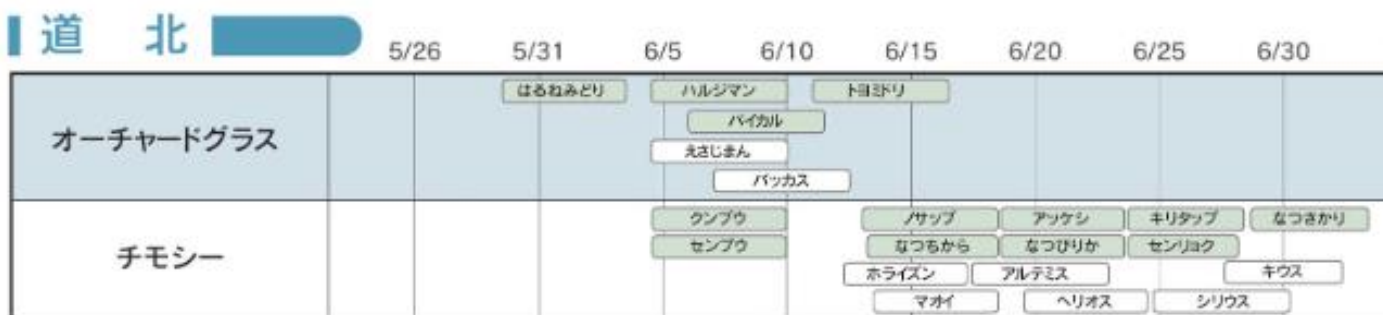 道 北
5/26 5/31 6/5 6/10 6/15 6/20 6/25 6/30
オーチャードグラス
はるねみどり ハルジマン トヨミドリ
バイカル
えさじまん
バッカス
チモシー
クンプウ ノサップ アッケシ キリタップ なつさかり
センプウ なつちから なつぴりか センリョク
ホライズン アルテミス キウス
マオイ ヘリオス シリウス